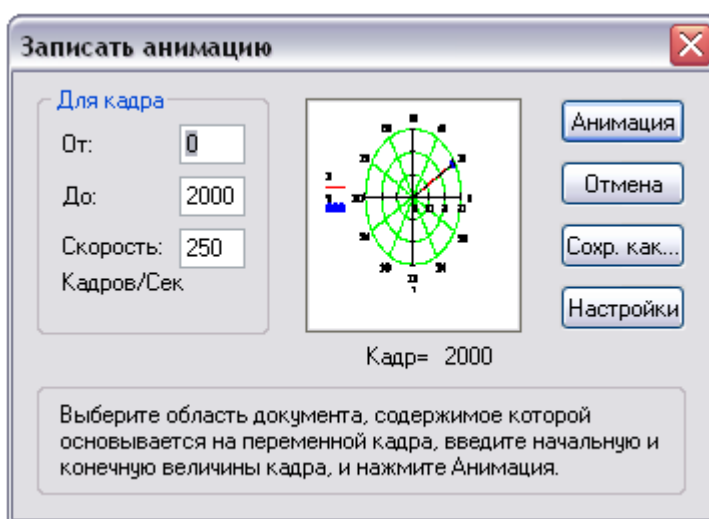 Записать анимацию
Для кадра
От: 0
До: 2000
Скорость: 250
Кадров/Сек
Анимация
Отмена
Сохр. как...
Настройки
Кадр= 2000
Выберите область документа, содержимое которой
основывается на переменной кадра, введите начальную и
конечную величины кадра, и нажмите Анимация.